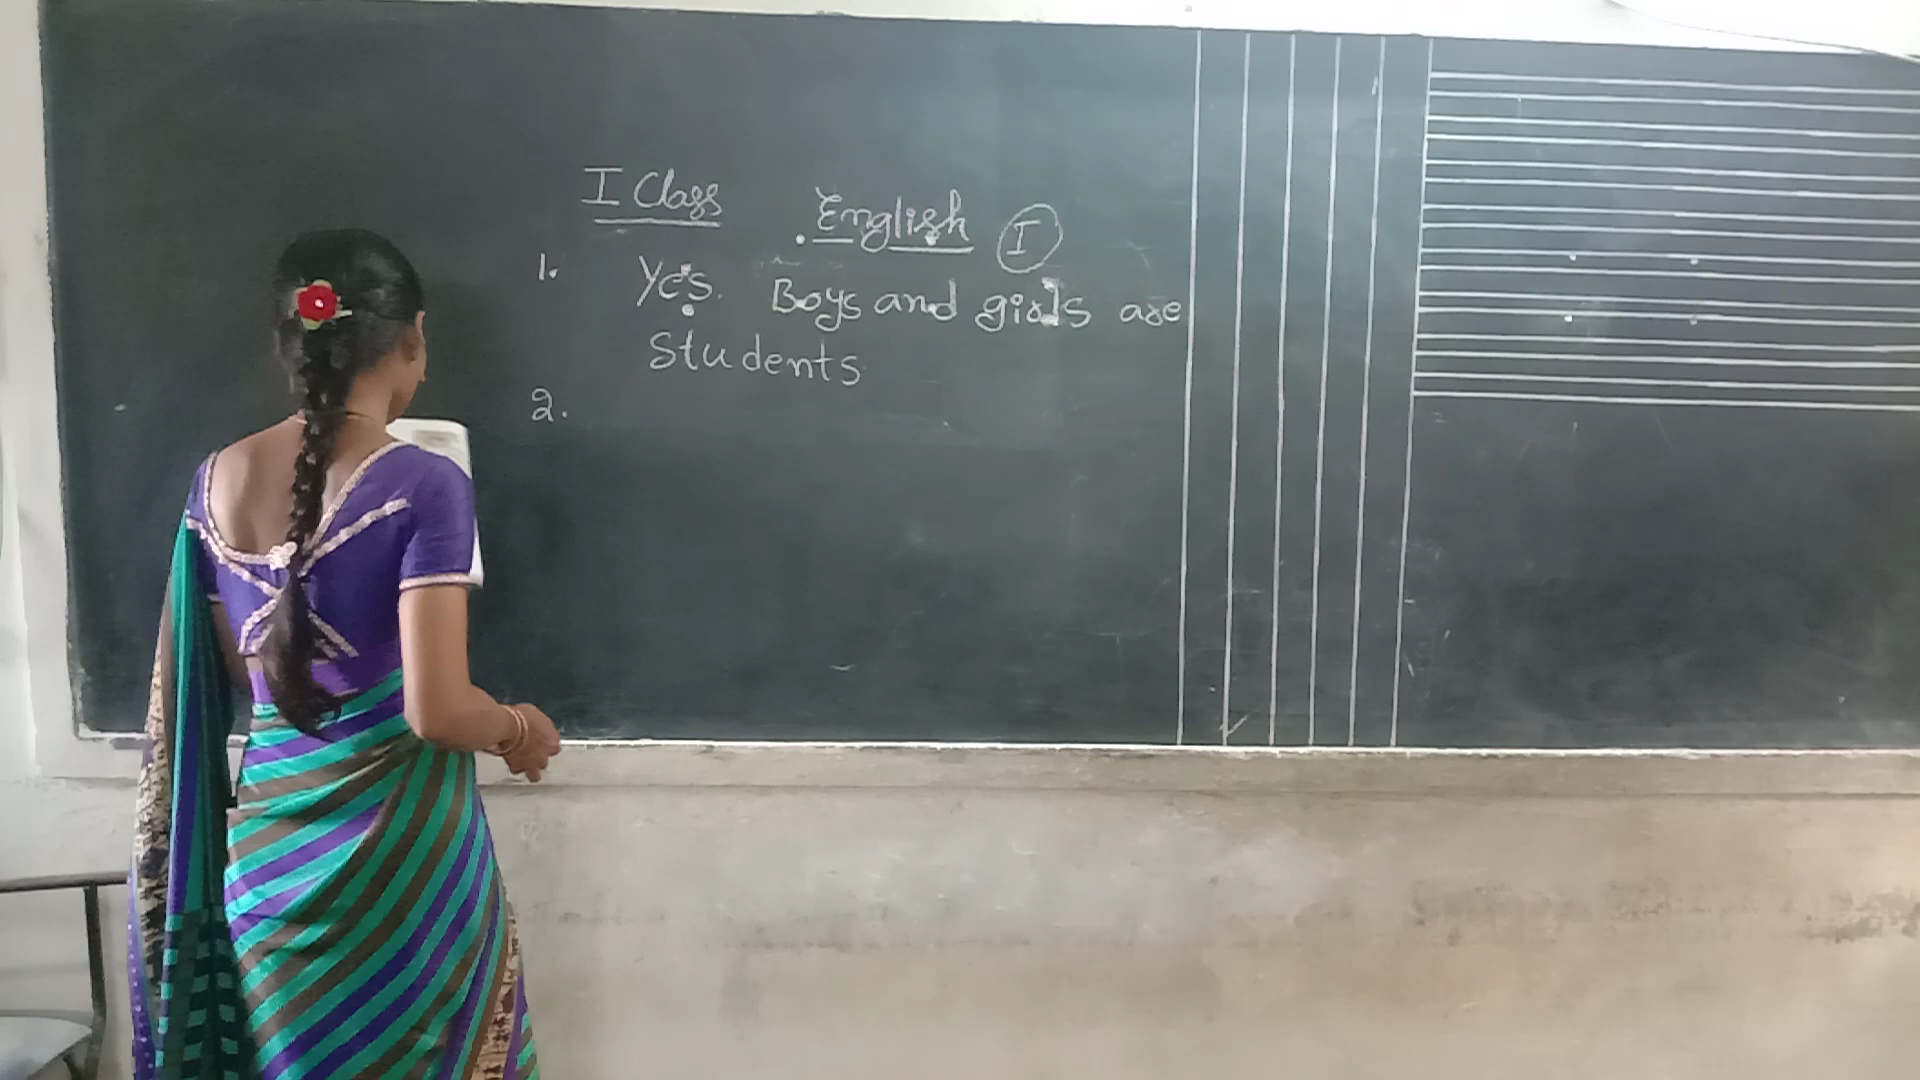 I Class English I
1. Yes. Boys and girls are
Students
2.